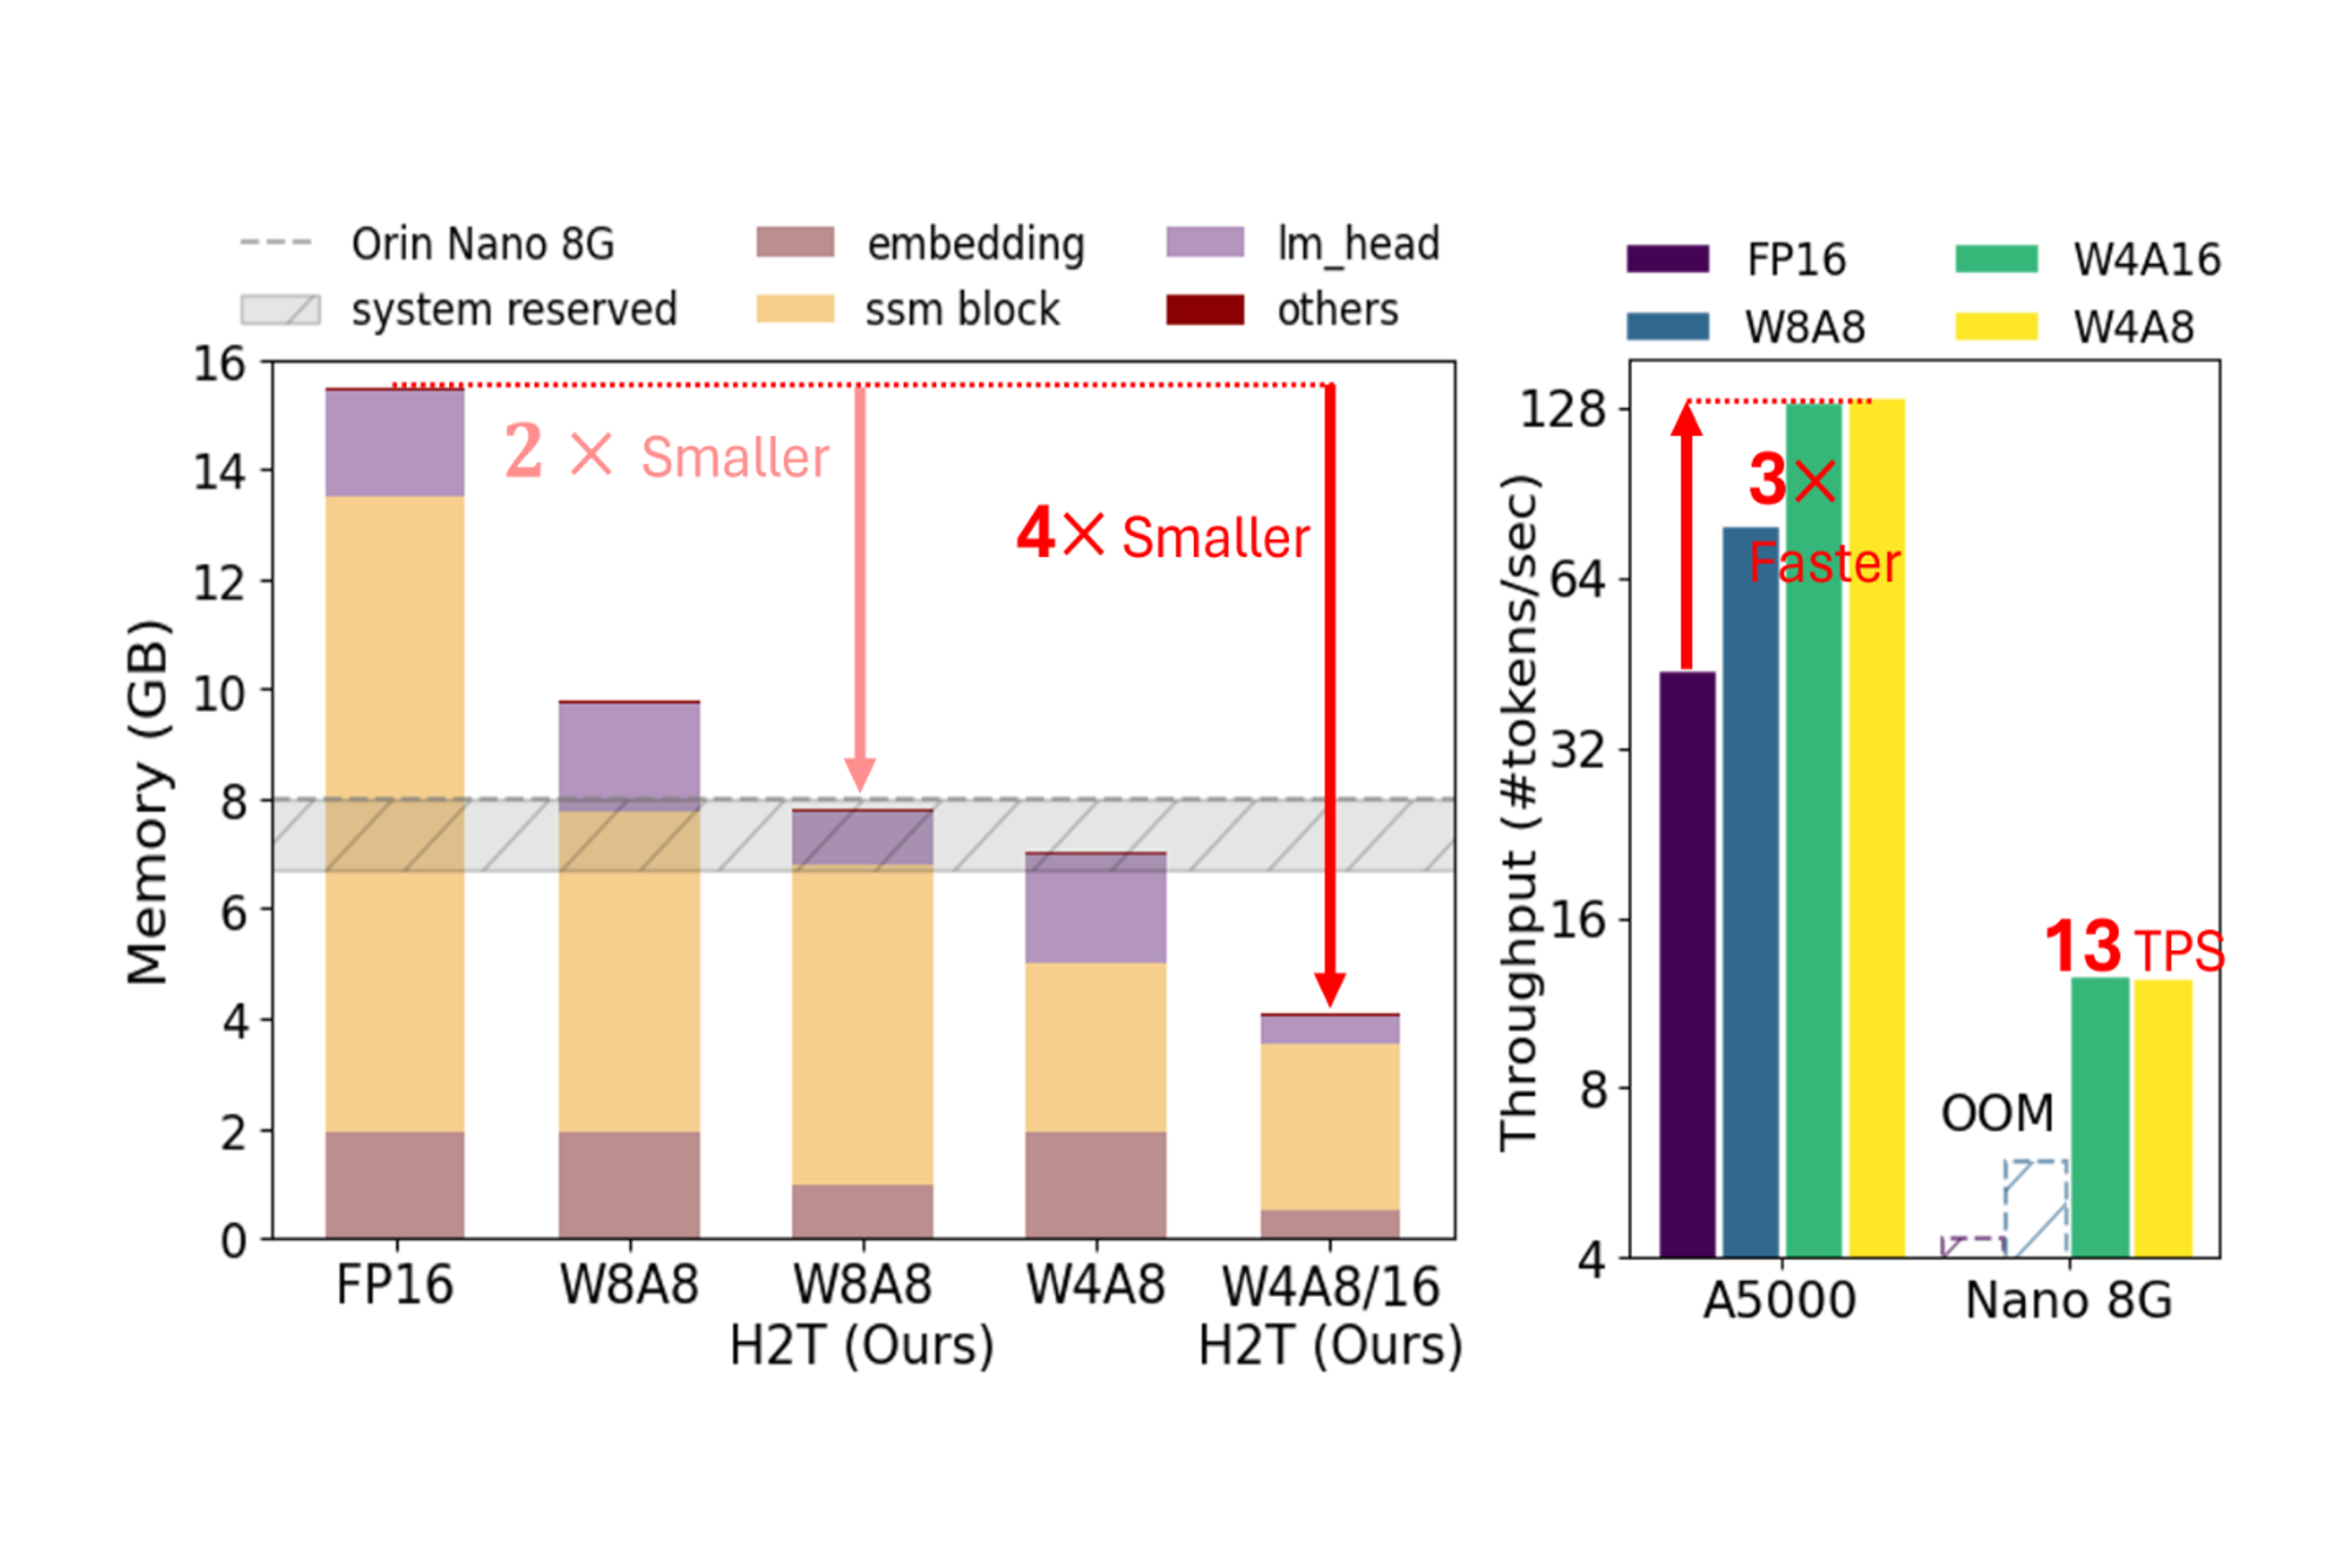 Orin Nano 8G
system reserved
embedding
ssm block
lm_head
others
16
14
12
10
8
6
4
2
0
Memory (GB)
2 × Smaller
4× Smaller
FP16
W8A8
W8A8
H2T (Ours)
W4A8
W4A8/16
H2T (Ours)
FP16
W8A8
W4A16
W4A8
128
64
32
16
8
4
Throughput (#tokens/sec)
3×
Faster
13 TPS
OOM
A5000
Nano 8G